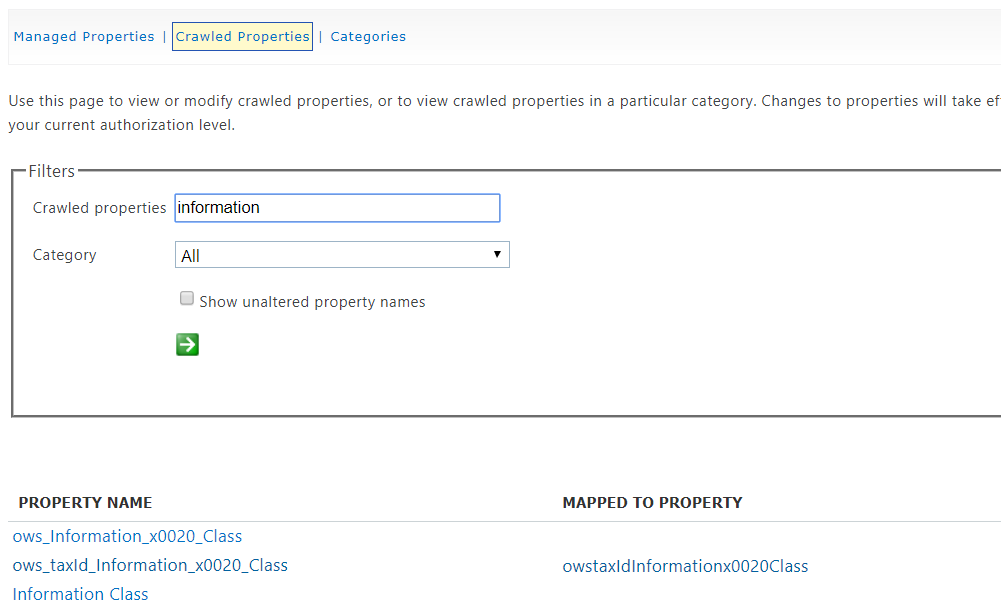 Managed Properties | Crawled Properties | Categories
Use this page to view or modify crawled properties, or to view crawled properties in a particular category. Changes to properties will take ef
your current authorization level.
Filters
Crawled properties information
Category All
Show unaltered property names
PROPERTY NAME MAPPED TO PROPERTY
ows_Information_x0020_Class
ows_taxId_Information_x0020_Class owstaxIdInformationx0020Class
Information Class